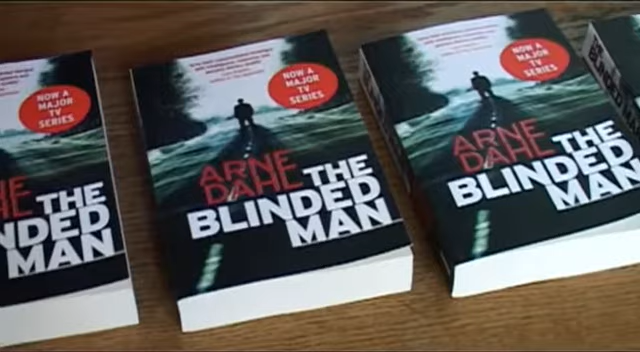 NOW A
MAJOR
TV
SERIES
THE
NDED
MAN
NOW A
MAJOR
TV
SERIES
ARNE
DAHL THE
BLINDED
MAN
NOW A
MAJOR
TV
SERIES
ARNE
DAHL THE
BLINDED
MAN